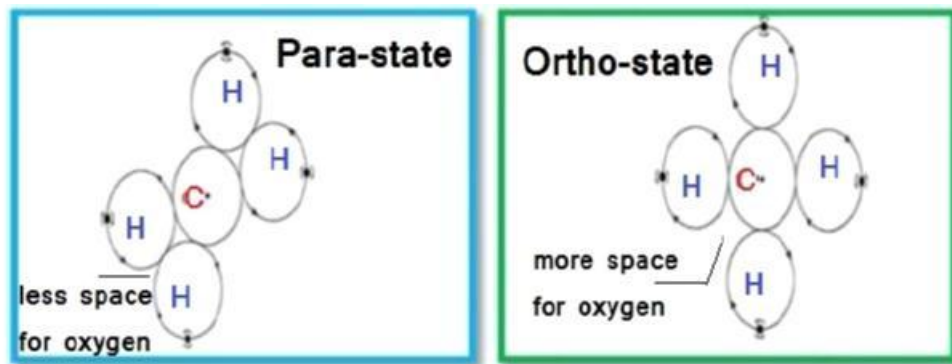 Para-state
H
H
C
H
H
less space
for oxygen
Ortho-state
H
H
C
H
H
more space
for oxygen